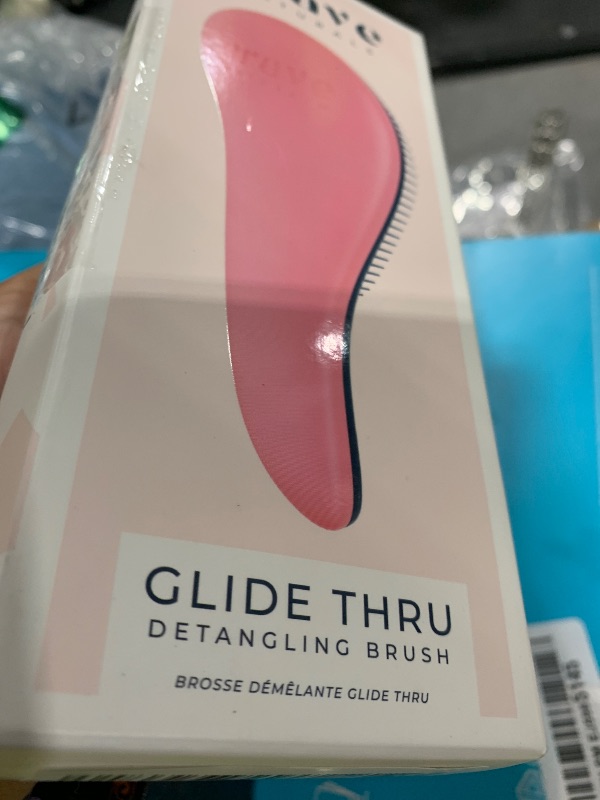 GLIDE THRU
DETANGLING BRUSH
BROSSE DÉMÊLANTE GLIDE THRU